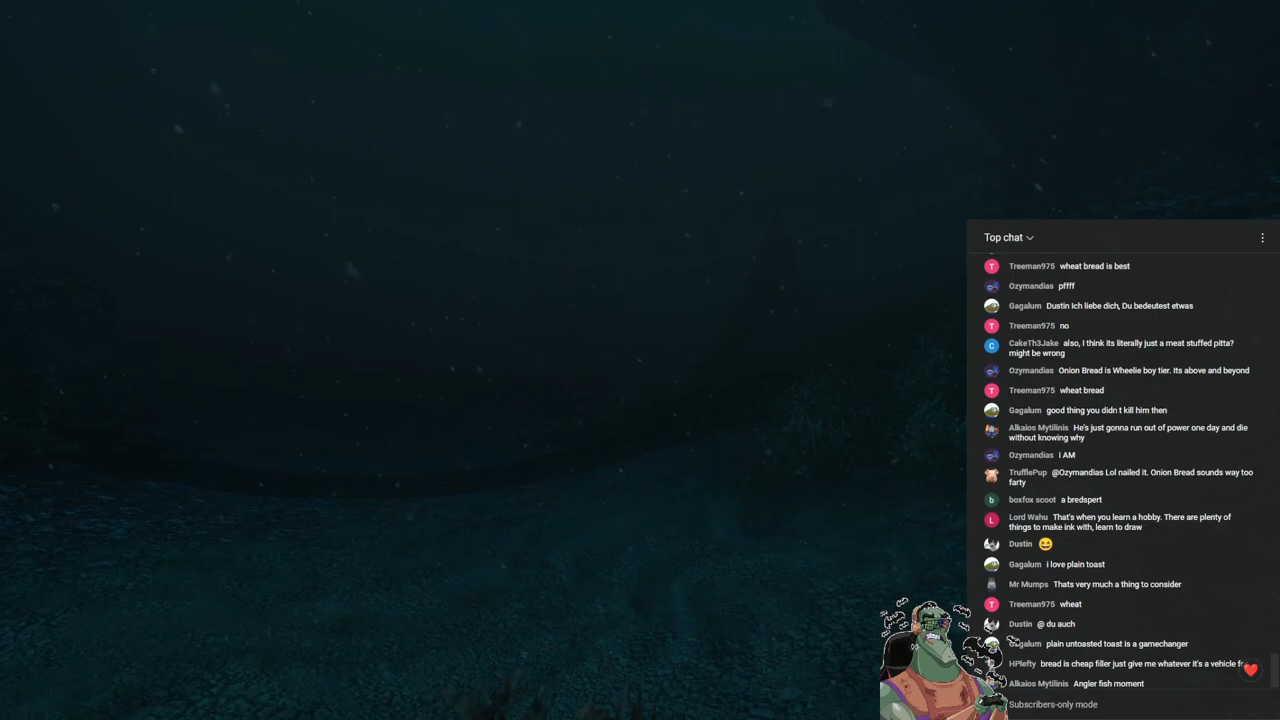 Top chat
Treeman975 wheat bread is best
Ozymandias pffff
Gagalum Dustin Ich liebe dich, Du bedeutest etwas
T
Treeman975 no
C
CakeTh3Jake also, I think its literally just a meat stuffed pitta?
might be wrong
Ozymandias Onion Bread is Wheelie boy tier. Its above and beyond
T
Treeman975 wheat bread
Gagalum good thing you didn t kill him then
Alkaios Mytilinis He's just gonna run out of power one day and die
without knowing why
Ozymandias I AM
TrufflePup @Ozymandias Lol nailed it. Onion Bread sounds way too
farty
b
boxfox scoot a bredspert
L
Lord Wahu That's when you learn a hobby. There are plenty of
things to make ink with, learn to draw
Dustin 😆
Gagalum i love plain toast
Mr Mumps Thats very much a thing to consider
T
Treeman975 wheat
Dustin @ du auch
Gagalum plain untoasted toast is a gamechanger
HPlefty bread is cheap filler just give me whatever it's a vehicle
Alkaios Mytilinis Angler fish moment
Subscribers-only mode